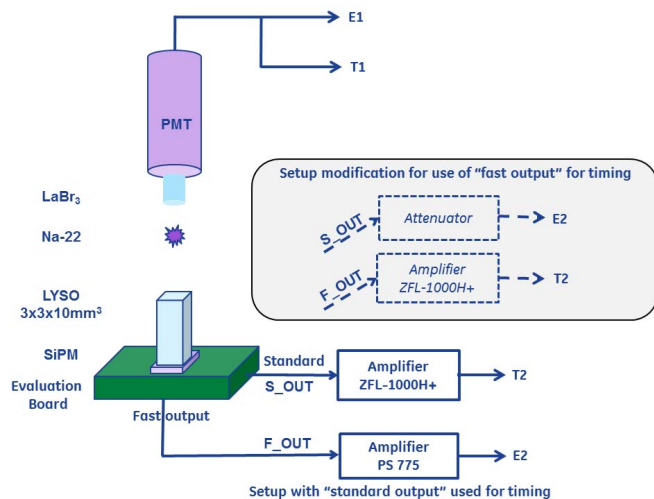 E1
T1
PMT
LaBr₃
Na-22
LYSO
3x3x10mm³
SiPM
Evaluation
Board
Setup modification for use of "fast output" for timing
S_OUT
Attenuator
E2
F_OUT
Amplifier
ZFL-1000H+
T2
Standard
S_OUT
Amplifier
ZFL-1000H+
T2
Fast output
F_OUT
Amplifier
PS 775
E2
Setup with "standard output" used for timing